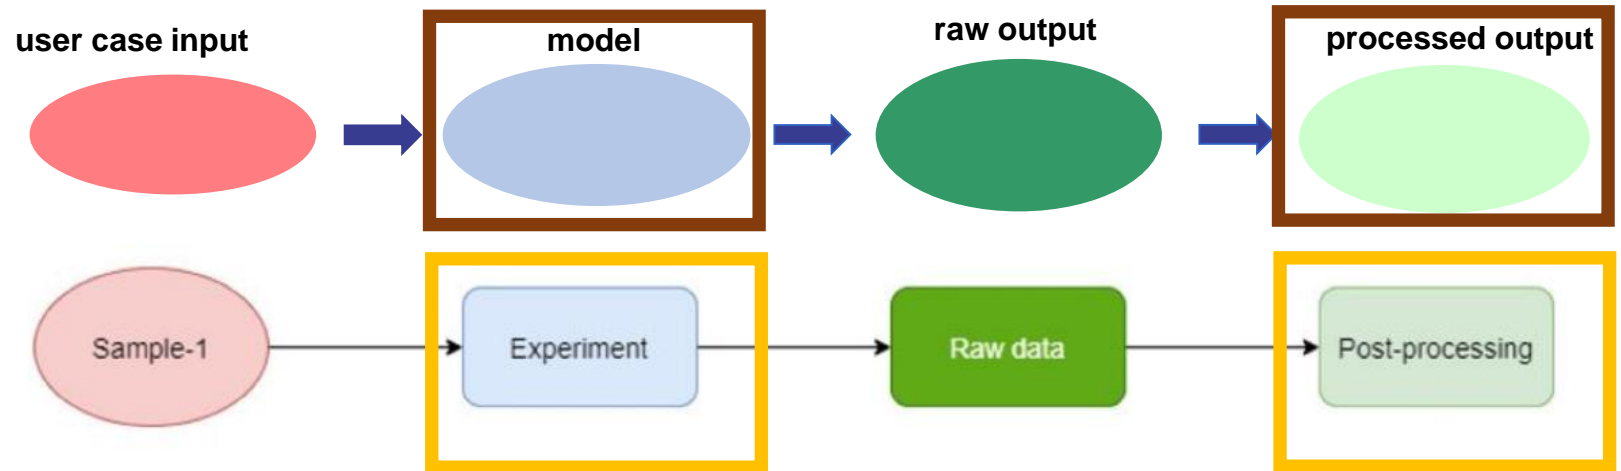 user case input
model
raw output
processed output
Sample-1
Experiment
Raw data
Post-processing